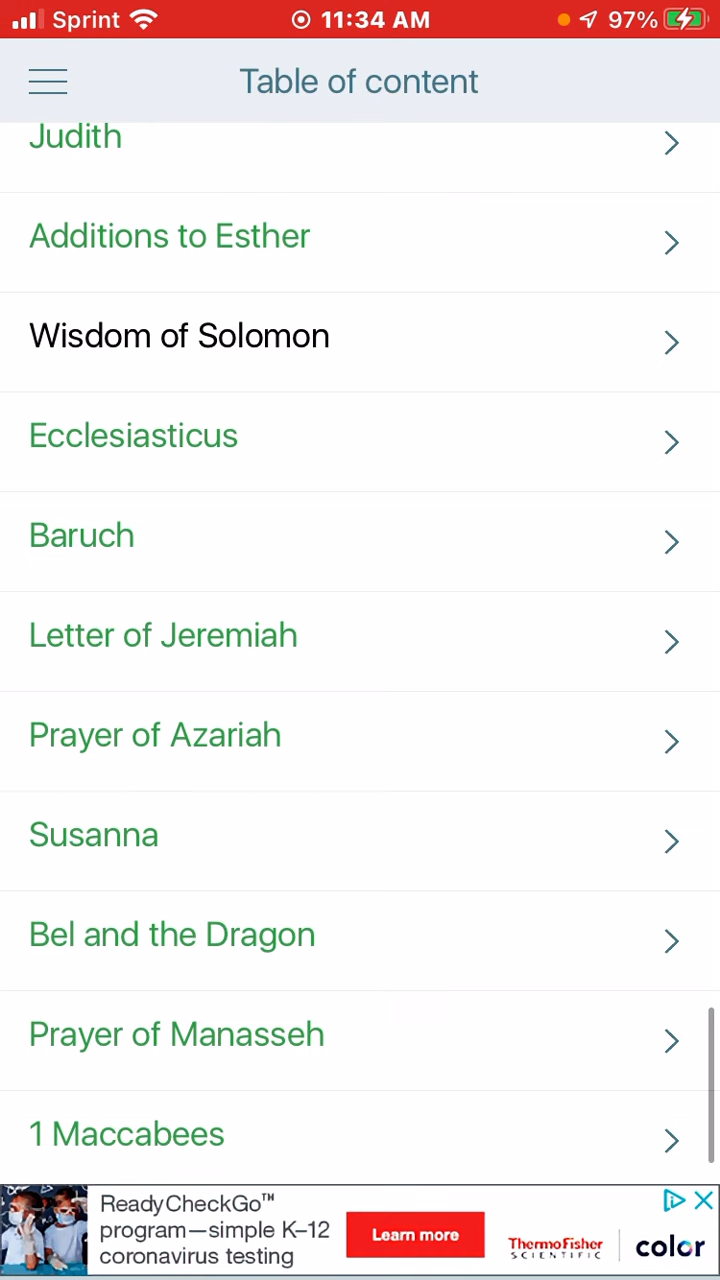 Sprint 11:34 AM 97%
Table of content
Judith
Additions to Esther
Wisdom of Solomon
Ecclesiasticus
Baruch
Letter of Jeremiah
Prayer of Azariah
Susanna
Bel and the Dragon
Prayer of Manasseh
1 Maccabees
ReadyCheckGo™
program—simple K–12
coronavirus testing
Learn more
ThermoFisher
SCIENTIFIC
color